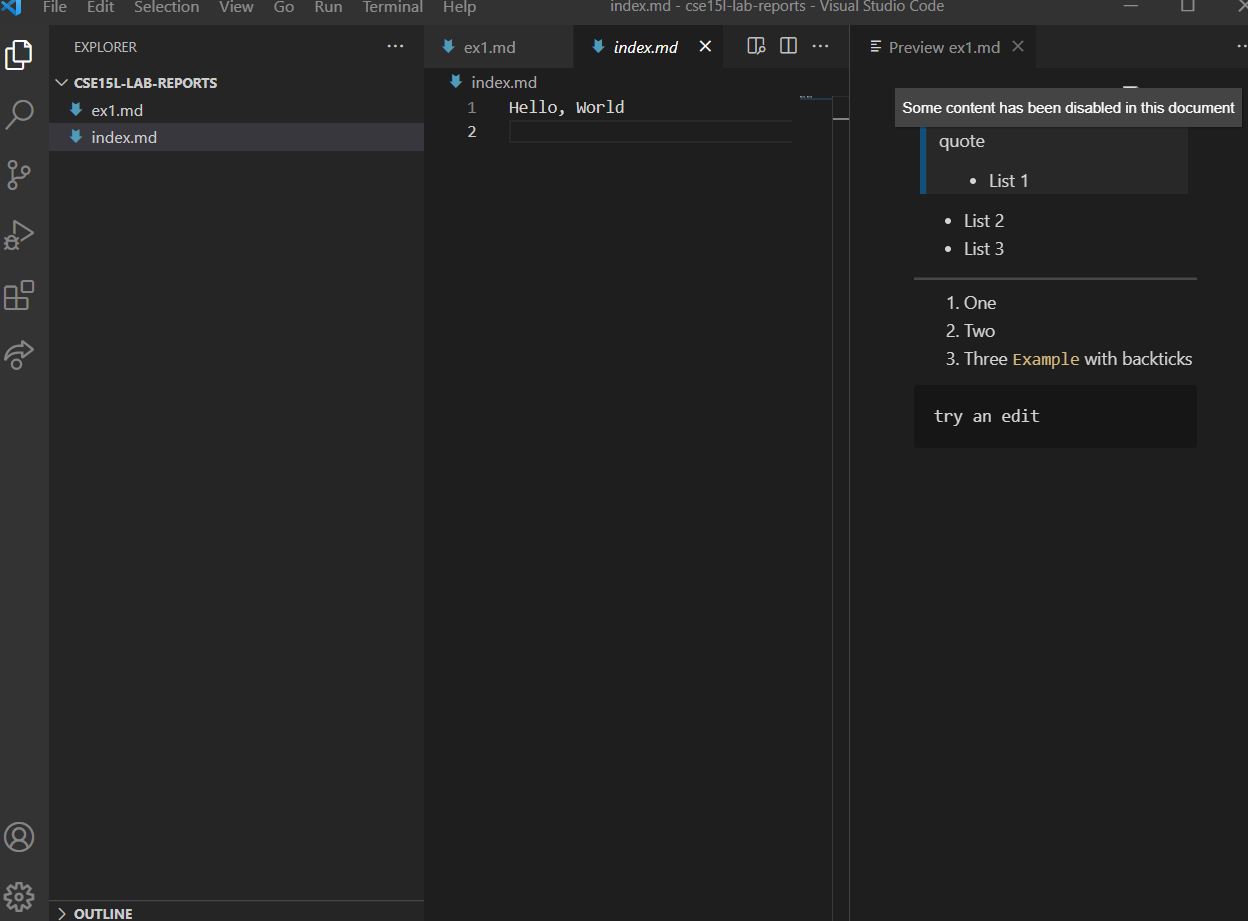 File Edit Selection View Go Run Terminal Help index.md - cse15l-lab-reports - Visual Studio Code
EXPLORER
CSE15L-LAB-REPORTS
ex1.md
index.md
OUTLINE
ex1.md index.md
index.md
1 Hello, World
2
Preview ex1.md
Some content has been disabled in this document
quote
• List 1
• List 2
• List 3
1. One
2. Two
3. Three Example with backticks
try an edit